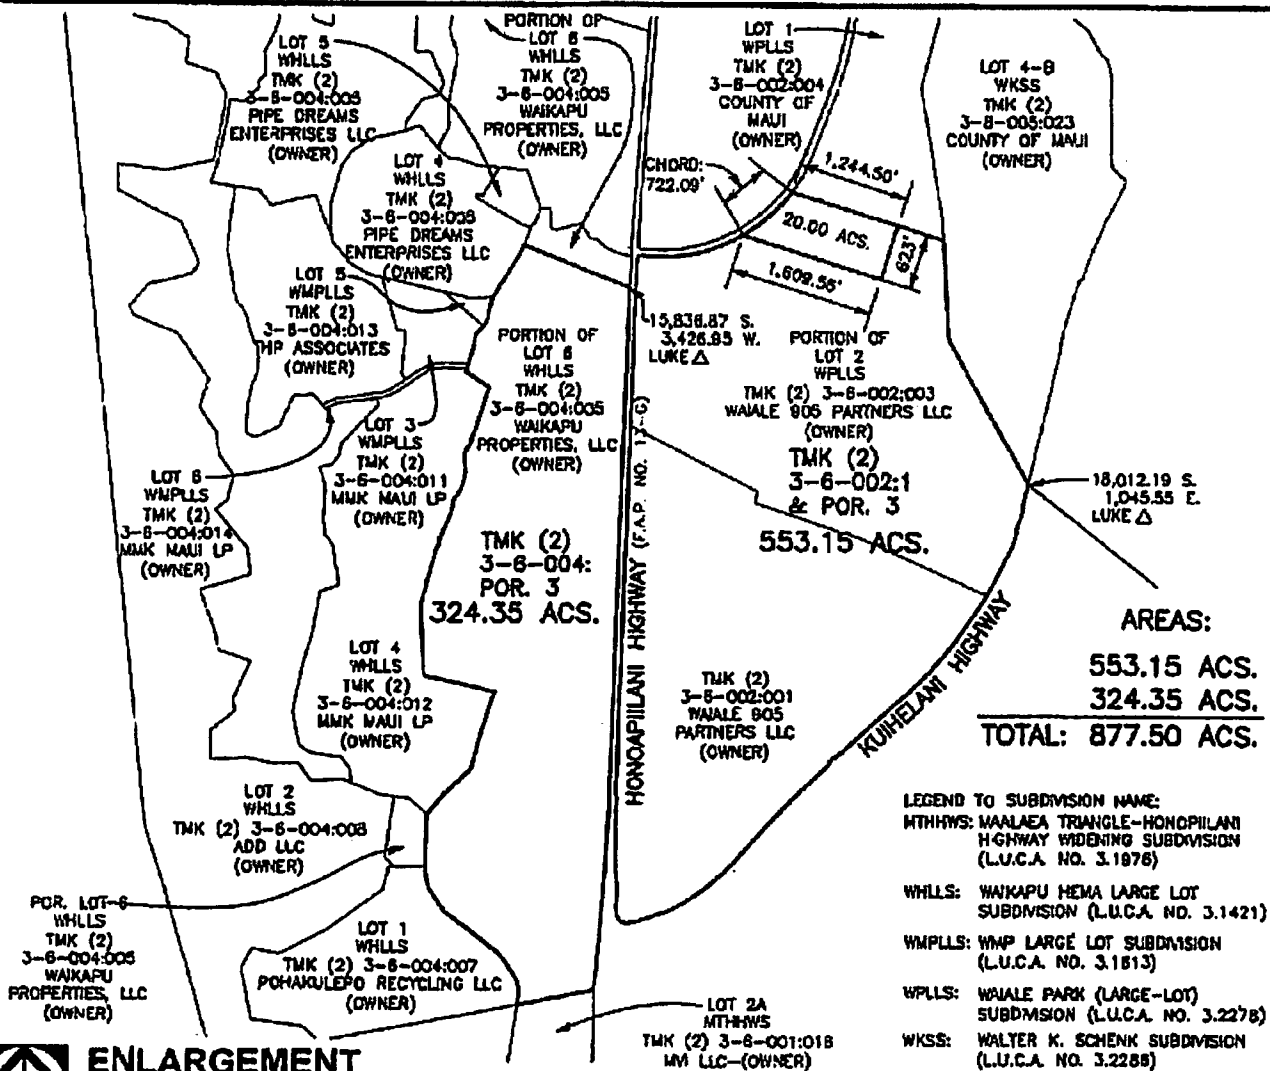 LOT 5
WHLLS
TMK (2)
3-6-004:006
PIPE DREAMS
ENTERPRISES LLC
(OWNER)
PORTION OF
LOT 6
WHLLS
TMK (2)
3-6-004:005
WAIKAPU
PROPERTIES, LLC
(OWNER)
LOT 1
WPLLS
TMK (2)
3-6-002:004
COUNTY OF
MAUI
(OWNER)
LOT 4-B
WKSS
TMK (2)
3-8-005:023
COUNTY OF MAUI
(OWNER)
CHORD:
722.09'
1,244.50'
20.00 ACS.
623'
1,609.56'
LOT 4
WHLLS
TMK (2)
PIPE DREAMS
ENTERPRISES LLC
(OWNER)
LOT 5
WMPLLS
TMK (2)
3-6-004:013
THP ASSOCIATES
(OWNER)
PORTION OF
LOT 6
WHLLS
TMK (2)
3-6-004:005
WAIKAPU
PROPERTIES, LLC
(OWNER)
15,836.87 S.
3,426.95 W.
LUKE △
PORTION OF
LOT 2
WPLLS
TMK (2) 3-6-002:003
WAIALE 905 PARTNERS LLC
(OWNER)
TMK (2)
3-6-002:1
& POR. 3
553.15 ACS.
18,012.19 S.
1,045.55 E.
LUKE △
LOT 3
WMPLLS
TMK (2)
3-6-004:011
MMK MAUI LP
(OWNER)
LOT 6
WMPLLS
TMK (2)
3-6-004:014
MMK MAUI LP
(OWNER)
TMK (2)
3-6-004:
POR. 3
324.35 ACS.
HONOAPIILANI HIGHWAY (F.A.P. NO. 13-G)
KUIHELANI HIGHWAY
AREAS:
553.15 ACS.
324.35 ACS.
TOTAL: 877.50 ACS.
LOT 4
WHLLS
TMK (2)
3-6-004:012
MMK MAUI LP
(OWNER)
TMK (2)
3-6-002:001
WAIALE 905
PARTNERS LLC
(OWNER)
LOT 2
WHLLS
TMK (2) 3-6-004:008
ADD LLC
(OWNER)
POR. LOT-6
WHLLS
TMK (2)
3-6-004:005
WAIKAPU
PROPERTIES, LLC
(OWNER)
LOT 1
WHLLS
TMK (2) 3-6-004:007
POHAKULEPO RECYCLING LLC
(OWNER)
LOT 2A
MTHHWS
TMK (2) 3-6-001:018
MVI LLC-(OWNER)
LEGEND TO SUBDIVISION NAME:
MTHHWS: MAALAEA TRIANGLE-HONOPIILANI
HIGHWAY WIDENING SUBDIVISION
(L.U.C.A. NO. 3.1976)
WHLLS: WAIKAPU HEMA LARGE LOT
SUBDIVISION (L.U.C.A. NO. 3.1421)
WMPLLS: WMP LARGE LOT SUBDIVISION
(L.U.C.A. NO. 3.1613)
WPLLS: WAIALE PARK (LARGE-LOT)
SUBDIVISION (L.U.C.A. NO. 3.2278)
WKSS: WALTER K. SCHENK SUBDIVISION
(L.U.C.A. NO. 3.2288)
ENLARGEMENT